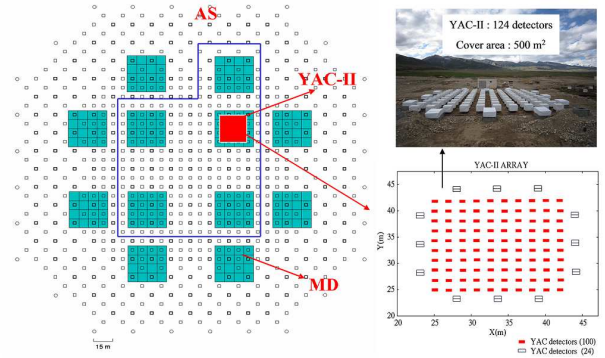 AS
YAC-II
MD
15 m
YAC-II : 124 detectors
Cover area : 500 m²
YAC-II ARRAY
Y(m)
45
40
35
30
25
20
20
25
30
35
40
45
X(m)
YAC detectors (100)
YAC detectors (24)